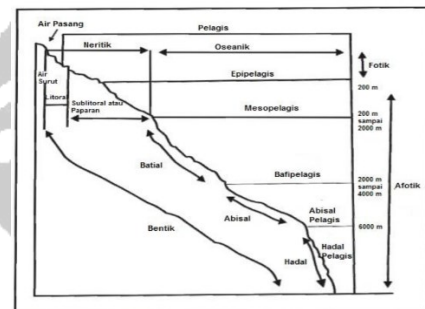 Air Pasang
Pelagis
Neritik
Oseanik
Fotik
Air
Surut
Epipelagis
200 m
Litoral
Sublitoral atau
Paparan
Mesopelagis
200 m
sampai
2000 m
Batial
Bafipelagis
2000 m
sampai
4000 m
Afotik
Abisal
Abisal
Pelagis
6000 m
Bentik
Hadal
Hadal
Pelagis